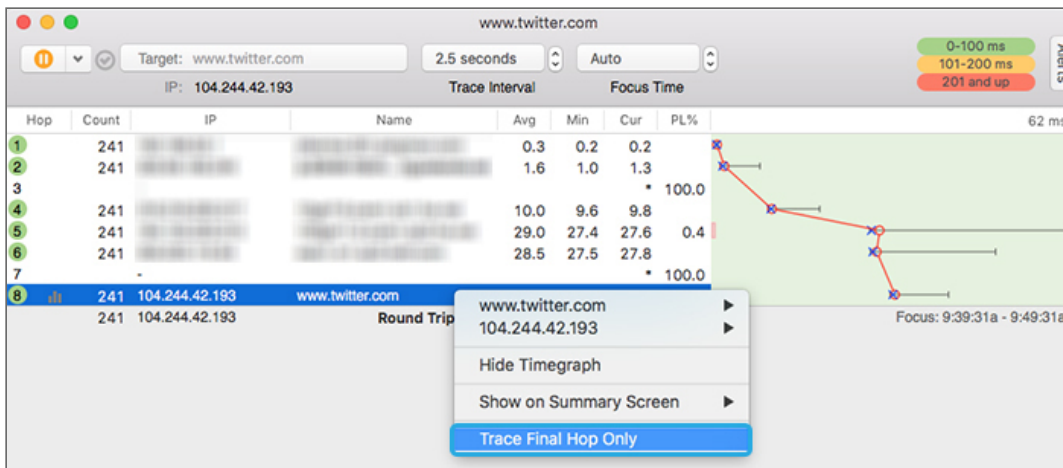 www.twitter.com
Target: www.twitter.com 2.5 seconds Auto
IP: 104.244.42.193 Trace Interval Focus Time
0-100 ms
101-200 ms
201 and up
Alerts
Hop Count IP Name Avg Min Cur PL% 62 ms
1 241 0.3 0.2 0.2
2 241 1.6 1.0 1.3
3 * 100.0
4 241 10.0 9.6 9.8
5 241 29.0 27.4 27.6 0.4
6 241 28.5 27.5 27.8
7 - * 100.0
8 241 104.244.42.193 www.twitter.com
241 104.244.42.193 Round Trip Focus: 9:39:31a - 9:49:31a
www.twitter.com
104.244.42.193
Hide Timegraph
Show on Summary Screen
Trace Final Hop Only